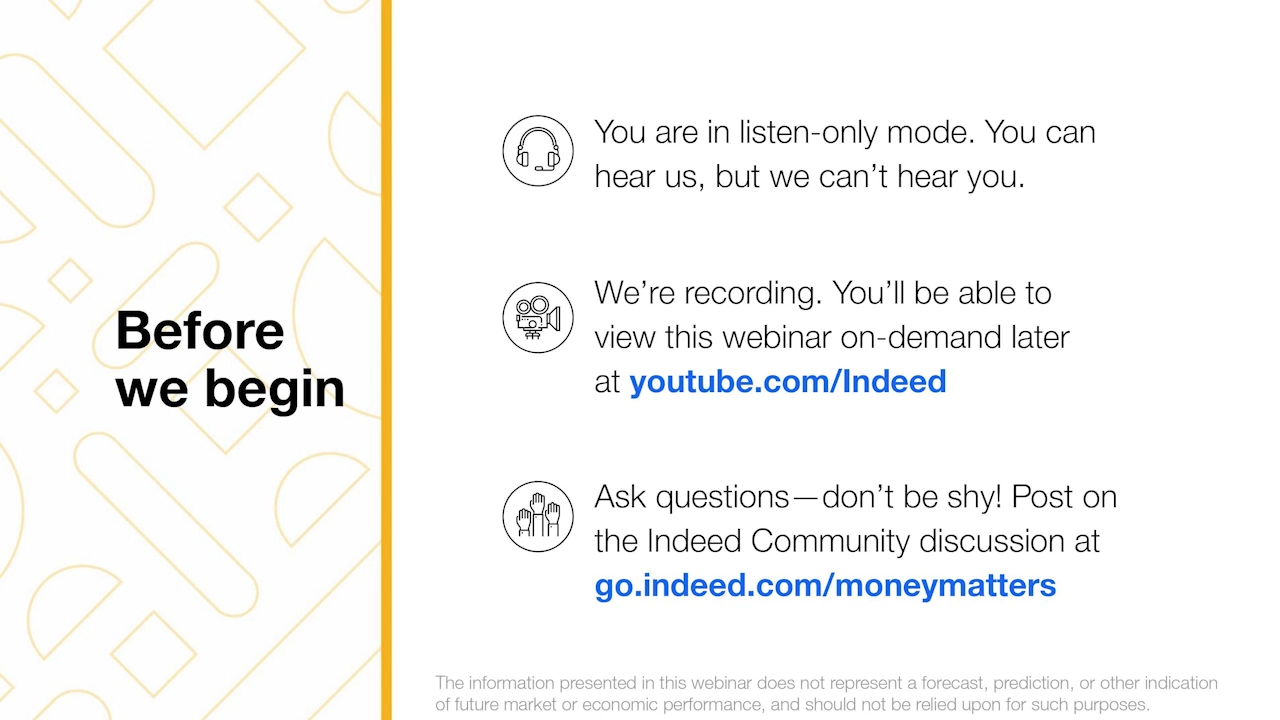 Before
we begin
You are in listen-only mode. You can
hear us, but we can’t hear you.
We’re recording. You’ll be able to
view this webinar on-demand later
at youtube.com/Indeed
Ask questions—don’t be shy! Post on
the Indeed Community discussion at
go.indeed.com/moneymatters
The information presented in this webinar does not represent a forecast, prediction, or other indication
of future market or economic performance, and should not be relied upon for such purposes.